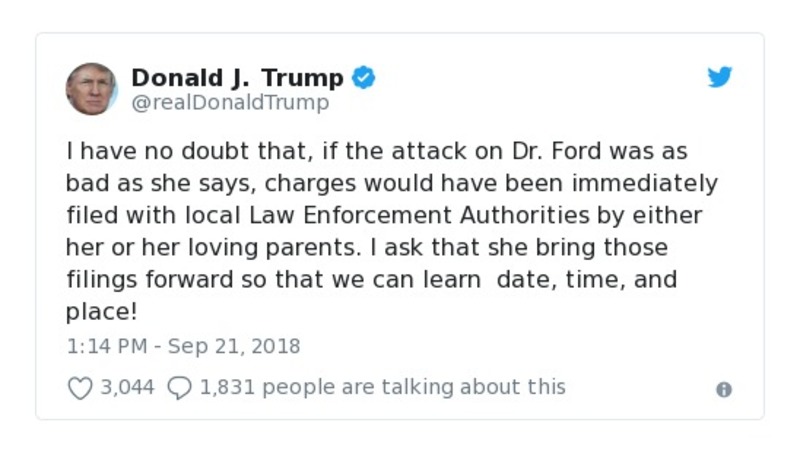 Donald J. Trump
@realDonaldTrump
I have no doubt that, if the attack on Dr. Ford was as
bad as she says, charges would have been immediately
filed with local Law Enforcement Authorities by either
her or her loving parents. I ask that she bring those
filings forward so that we can learn  date, time, and
place!
1:14 PM - Sep 21, 2018
3,044 1,831 people are talking about this